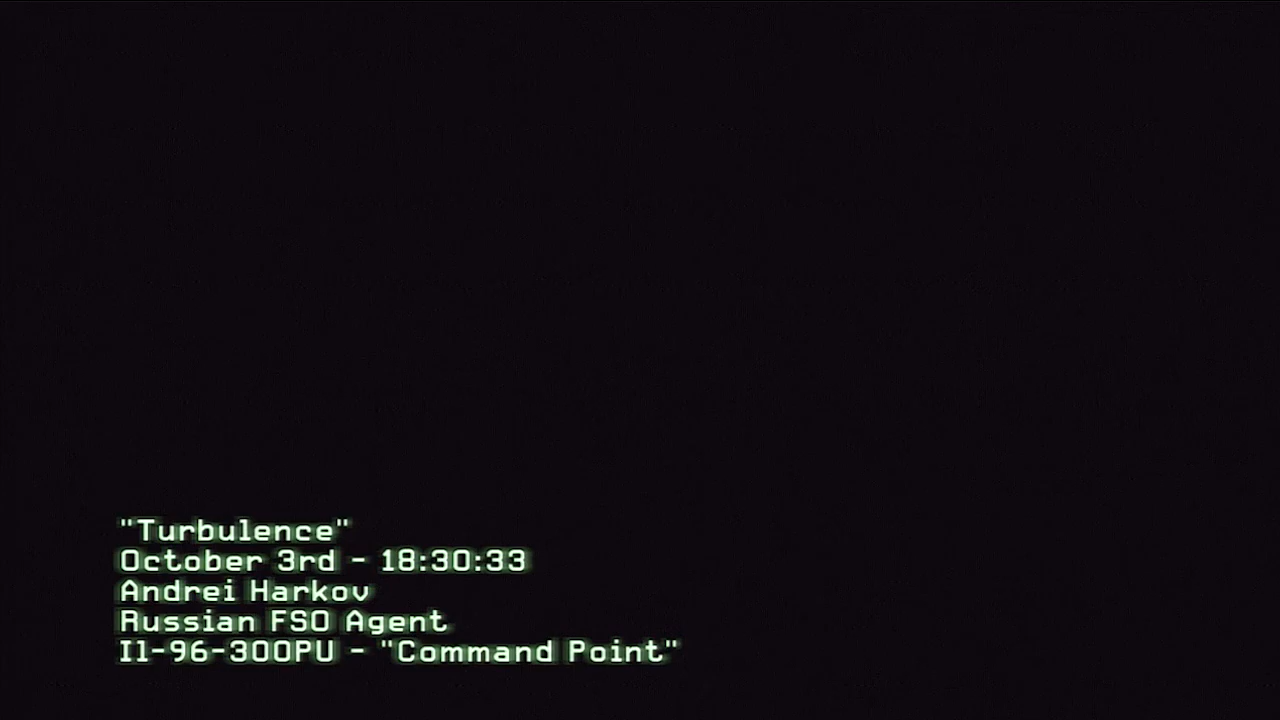 "Turbulence"
October 3rd - 18:30:33
Andrei Harkov
Russian FSO Agent
Il-96-300PU - "Command Point"